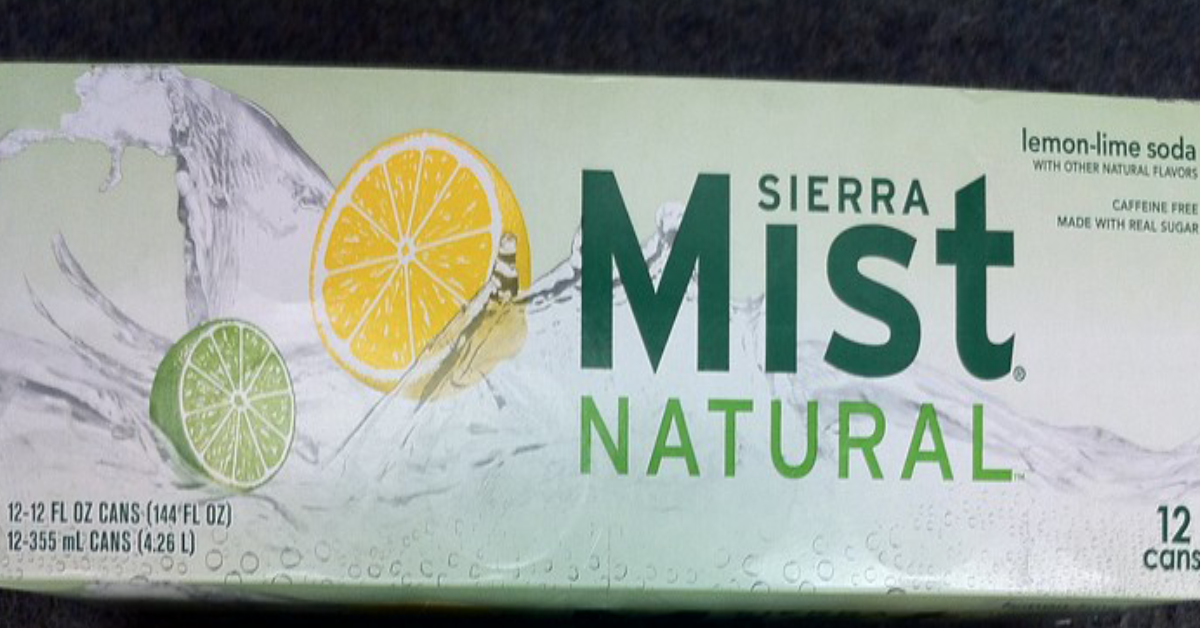 lemon-lime soda
WITH OTHER NATURAL FLAVORS
CAFFEINE FREE
MADE WITH REAL SUGAR
SIERRA
Mist®
NATURAL™
12-12 FL OZ CANS (144 FL OZ)
12-355 mL CANS (4.26 L)
12
cans